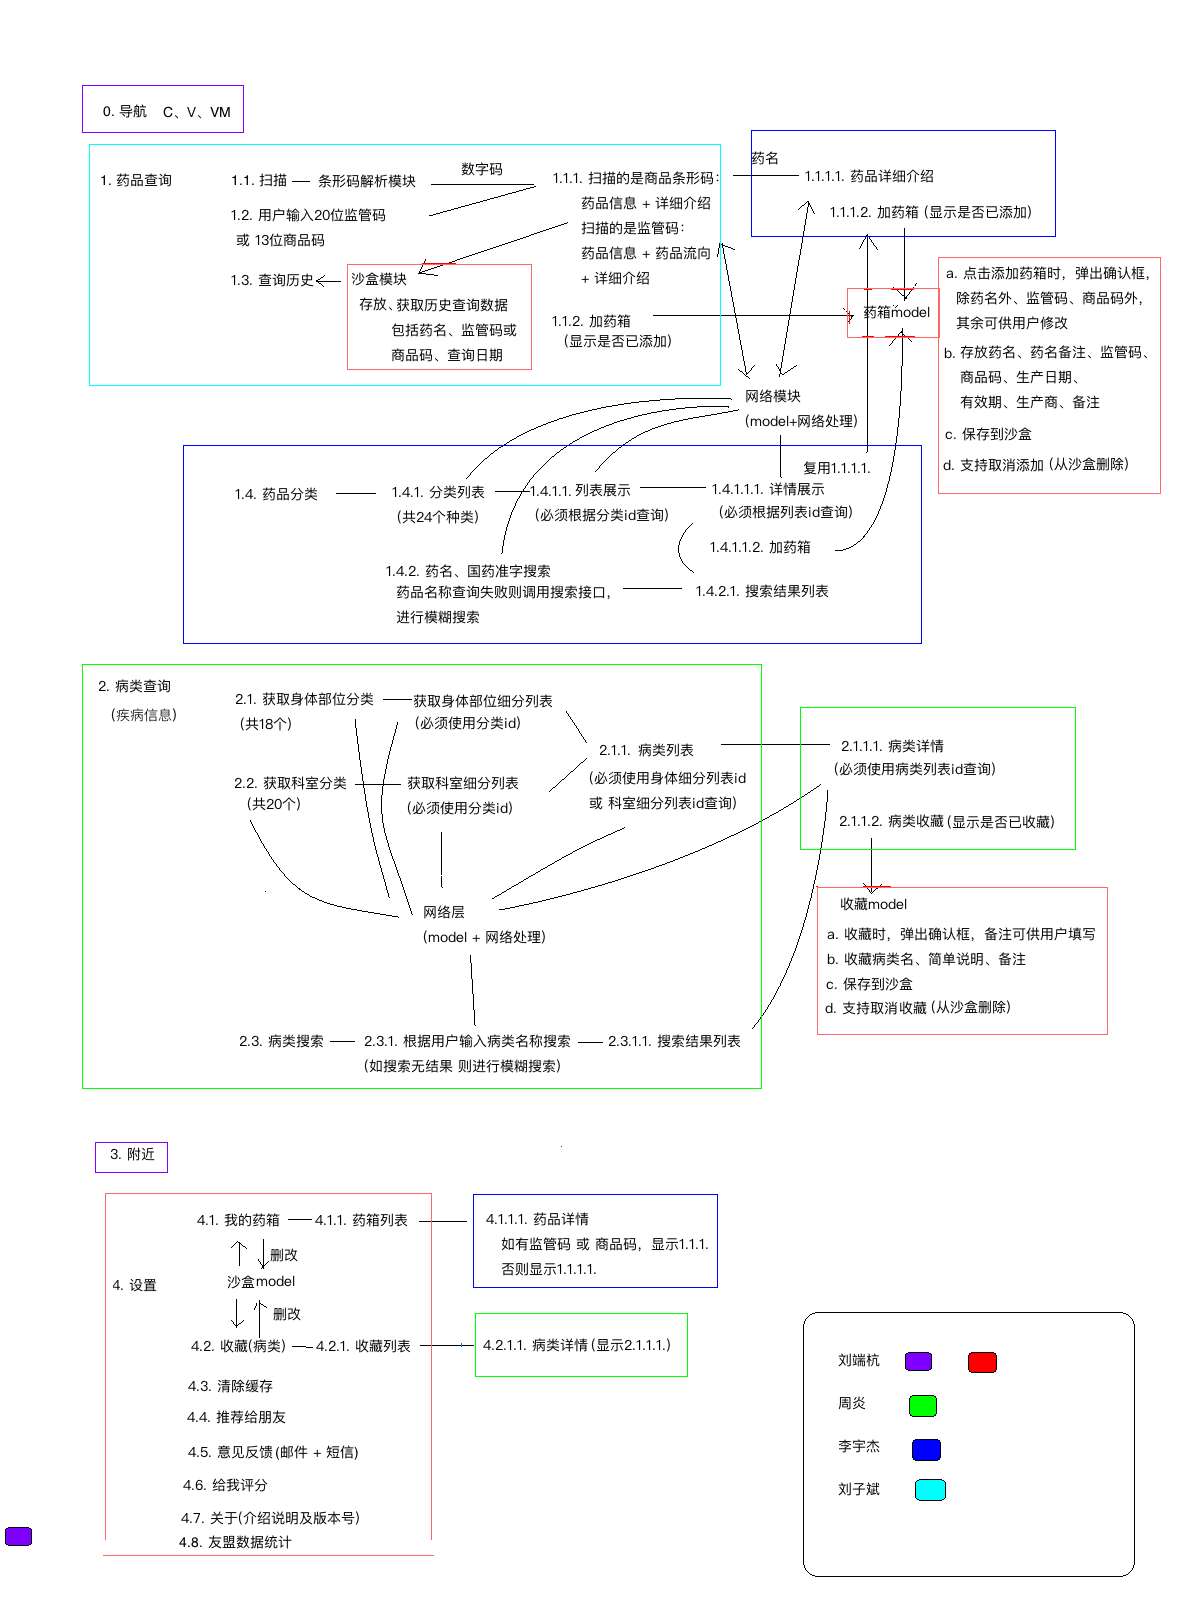 0. 导航 C、V、VM
1. 药品查询
1.1. 扫描
条形码解析模块
数字码
1.2. 用户输入20位监管码
或 13位商品码
1.3. 查询历史
沙盒模块
存放、获取历史查询数据
包括药名、监管码或
商品码、查询日期
1.1.1. 扫描的是商品条形码：
药品信息 + 详细介绍
扫描的是监管码：
药品信息 + 药品流向
+ 详细介绍
1.1.2. 加药箱
（显示是否已添加）
药名
1.1.1.1. 药品详细介绍
1.1.1.2. 加药箱（显示是否已添加）
药箱model
a. 点击添加药箱时，弹出确认框，
除药名外、监管码、商品码外，
其余可供用户修改
b. 存放药名、药名备注、监管码、
商品码、生产日期、
有效期、生产商、备注
c. 保存到沙盒
d. 支持取消添加（从沙盒删除）
网络模块
(model+网络处理)
复用1.1.1.1.
1.4. 药品分类
1.4.1. 分类列表
（共24个种类）
1.4.1.1. 列表展示
（必须根据分类id查询）
1.4.1.1.1. 详情展示
（必须根据列表id查询）
1.4.1.1.2. 加药箱
1.4.2. 药名、国药准字搜索
药品名称查询失败则调用搜索接口，
进行模糊搜索
1.4.2.1. 搜索结果列表
2. 病类查询
（疾病信息）
2.1. 获取身体部位分类
（共18个）
获取身体部位细分列表
（必须使用分类id）
2.2. 获取科室分类
（共20个）
获取科室细分列表
（必须使用分类id）
2.1.1. 病类列表
（必须使用身体细分列表id
或 科室细分列表id查询）
2.1.1.1. 病类详情
（必须使用病类列表id查询）
2.1.1.2. 病类收藏（显示是否已收藏）
收藏model
a. 收藏时，弹出确认框，备注可供用户填写
b. 收藏病类名、简单说明、备注
c. 保存到沙盒
d. 支持取消收藏（从沙盒删除）
网络层
(model + 网络处理)
2.3. 病类搜索
2.3.1. 根据用户输入病类名称搜索
（如搜索无结果 则进行模糊搜索）
2.3.1.1. 搜索结果列表
3. 附近
4. 设置
4.1. 我的药箱
4.1.1. 药箱列表
删改
沙盒model
删改
4.2. 收藏(病类)
4.2.1. 收藏列表
4.1.1.1. 药品详情
如有监管码 或 商品码，显示1.1.1.
否则显示1.1.1.1.
4.2.1.1. 病类详情（显示2.1.1.1.）
4.3. 清除缓存
4.4. 推荐给朋友
4.5. 意见反馈（邮件 + 短信）
4.6. 给我评分
4.7. 关于(介绍说明及版本号)
4.8. 友盟数据统计
刘端杭
周炎
李宇杰
刘子斌